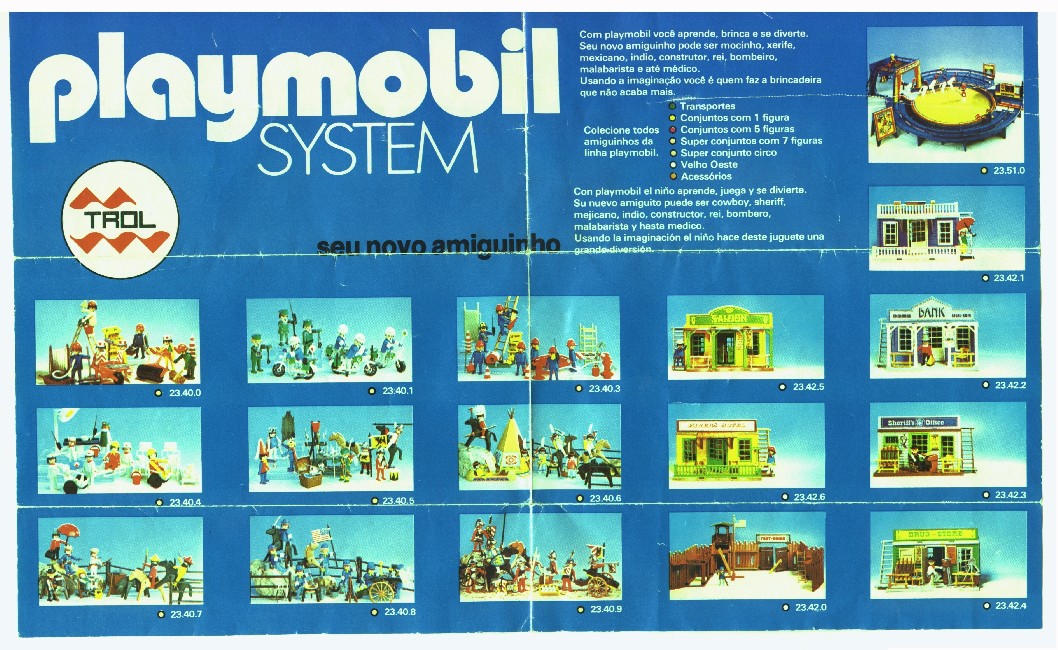 playmobil
SYSTEM
TROL
seu novo amiguinho
Com playmobil você aprende, brinca e se diverte.
Seu novo amiguinho pode ser mocinho, xerife,
mexicano, indio, construtor, rei, bombeiro,
malabarista e até médico.
Usando a imaginação você é quem faz a brincadeira
que não acaba mais.
Colecione todos
amiguinhos da
linha playmobil.
Transportes
Conjuntos com 1 figura
Conjuntos com 5 figuras
Super conjuntos com 7 figuras
Super conjunto circo
Velho Oeste
Acessórios
Con playmobil el niño aprende, juega y se divierte.
Su nuevo amiguito puede ser cowboy, sheriff,
mejicano, indio, constructor, rei, bombero,
malabarista y hasta medico.
Usando la imaginación el niño hace deste juguete una
grande diversión.
23.51.0
23.42.1
23.40.0
23.40.1
23.40.3
SALOON
23.42.5
BANK
23.42.2
23.40.4
23.40.5
23.40.6
HOTEL
23.42.6
Sheriff's Office
23.42.3
23.40.7
23.40.8
23.40.9
23.42.0
DRUG-STORE
23.42.4